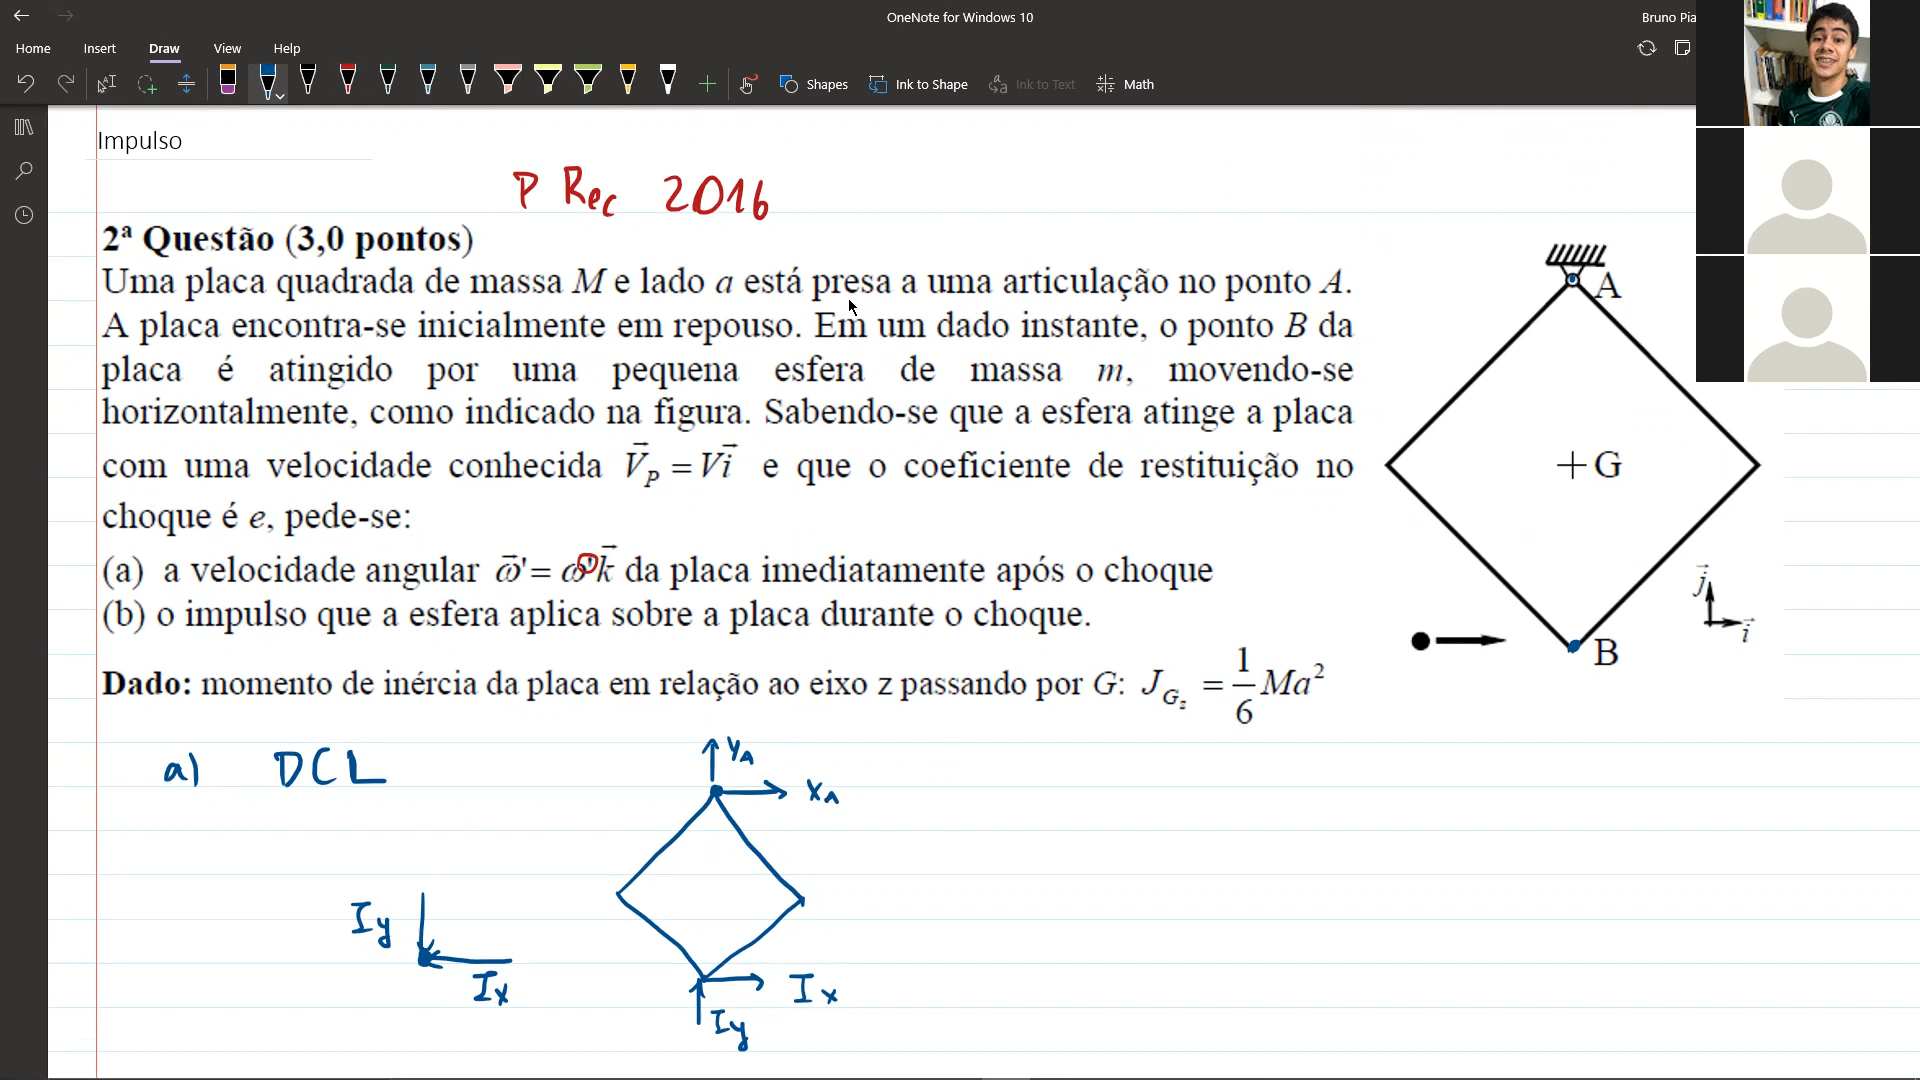 OneNote for Windows 10
Bruno Pia
Home Insert Draw View Help
Shapes Ink to Shape Ink to Text Math
Impulso
P Rec 2016
2ª Questão (3,0 pontos)
Uma placa quadrada de massa M e lado a está presa a uma articulação no ponto A.
A placa encontra-se inicialmente em repouso. Em um dado instante, o ponto B da
placa é atingido por uma pequena esfera de massa m, movendo-se
horizontalmente, como indicado na figura. Sabendo-se que a esfera atinge a placa
com uma velocidade conhecida V⃗_P = Vi⃗ e que o coeficiente de restituição no
choque é e, pede-se:
(a) a velocidade angular ω⃗' = ω'k⃗ da placa imediatamente após o choque
(b) o impulso que a esfera aplica sobre a placa durante o choque.
Dado: momento de inércia da placa em relação ao eixo z passando por G: J_{G_z} = 1/6 Ma²
A
G
B
j⃗
i⃗
a) DCL
Y_A
X_A
Iy
Ix
Ix
Iy